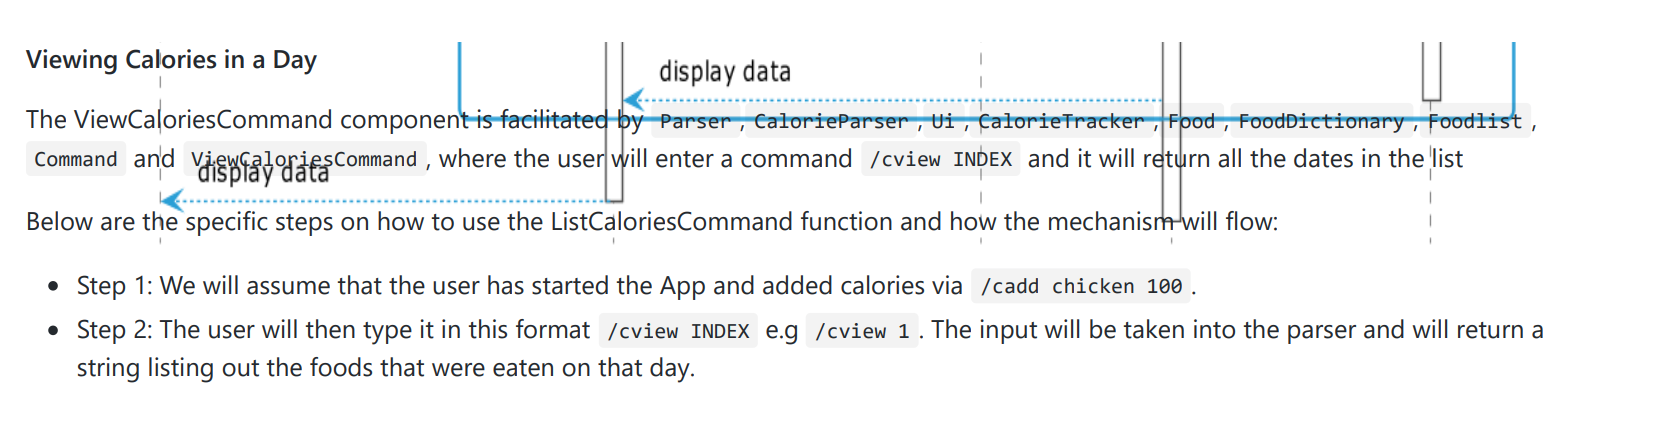 Viewing Calories in a Day
display data
The ViewCaloriesCommand component is facilitated by Parser , CalorieParser , Ui , CalorieTracker , Food , FoodDictionary , Foodlist ,
Command and ViewCaloriesCommand , where the user will enter a command /cview INDEX and it will return all the dates in the list
display data
Below are the specific steps on how to use the ListCaloriesCommand function and how the mechanism will flow:
• Step 1: We will assume that the user has started the App and added calories via /cadd chicken 100 .
• Step 2: The user will then type it in this format /cview INDEX e.g /cview 1 . The input will be taken into the parser and will return a
string listing out the foods that were eaten on that day.